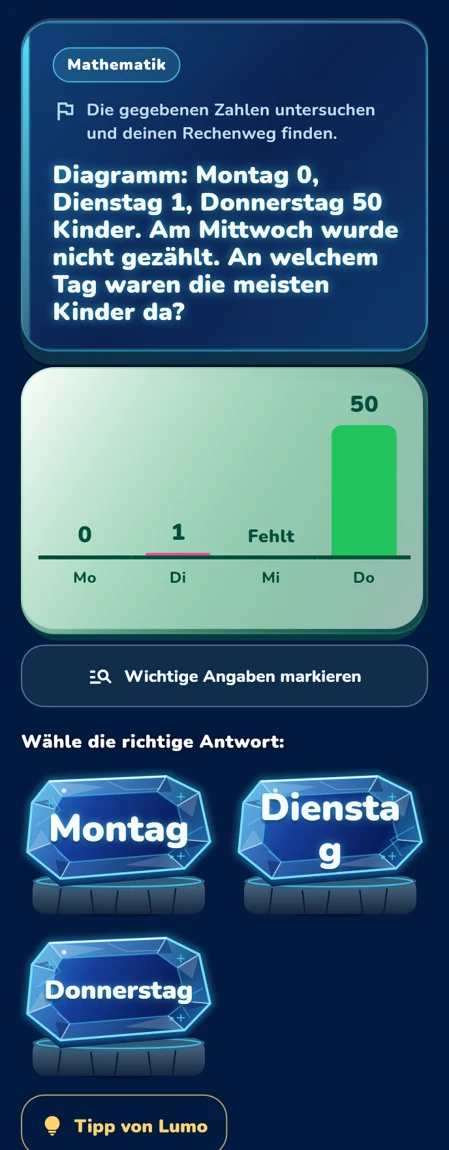 Mathematik
Die gegebenen Zahlen untersuchen
und deinen Rechenweg finden.
Diagramm: Montag 0,
Dienstag 1, Donnerstag 50
Kinder. Am Mittwoch wurde
nicht gezählt. An welchem
Tag waren die meisten
Kinder da?
50
0
1
Fehlt
Mo
Di
Mi
Do
Wichtige Angaben markieren
Wähle die richtige Antwort:
Montag
Diensta
g
Donnerstag
Tipp von Lumo